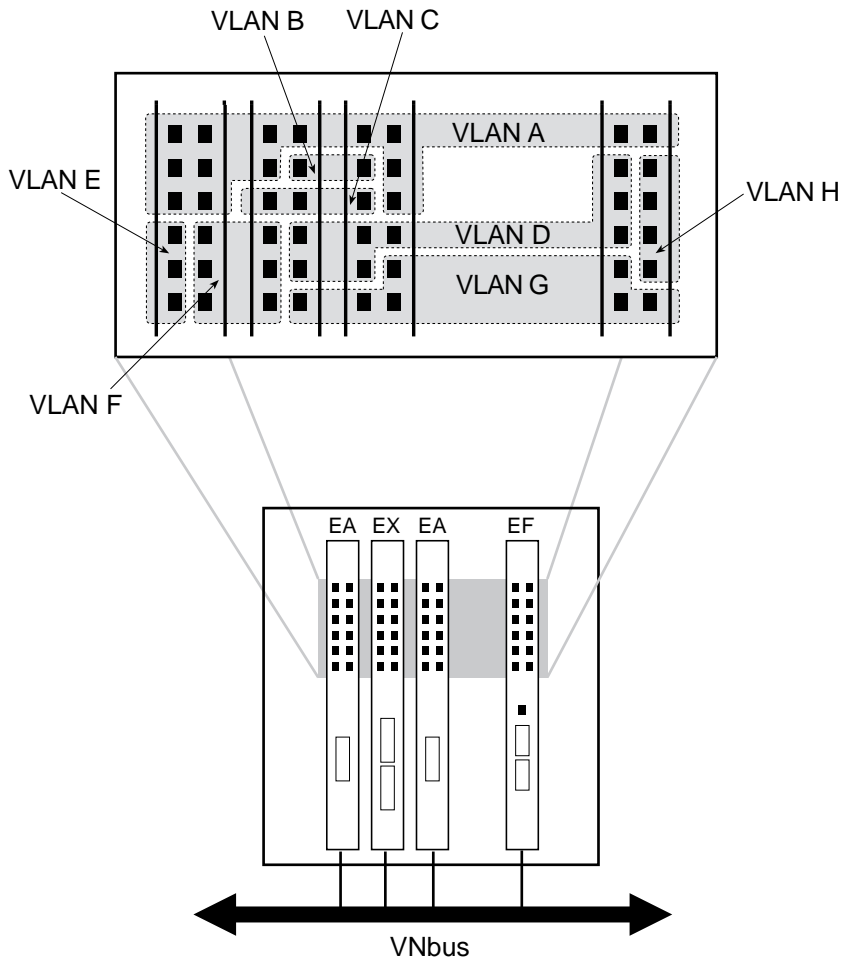 VLAN B
VLAN C
VLAN A
VLAN E
VLAN H
VLAN D
VLAN G
VLAN F
EA EX EA EF
VNbus